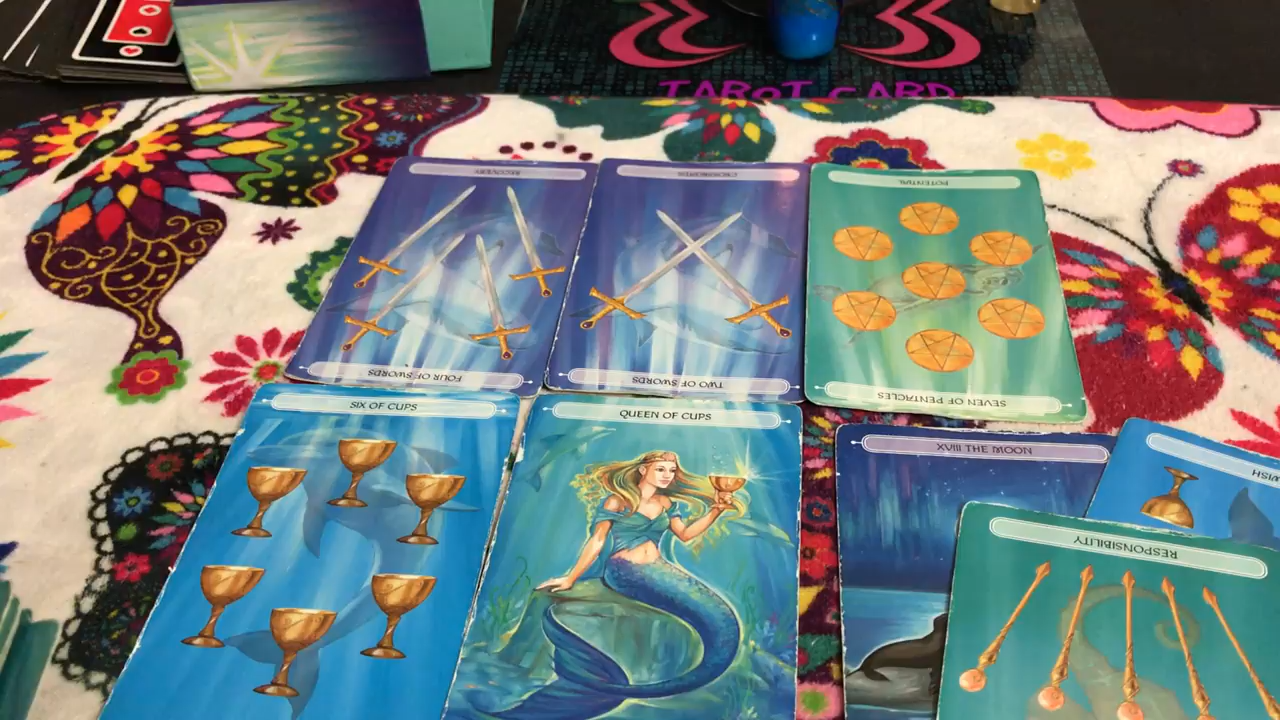 TAROT CARD
RECOVERY
CROSSROADS
POTENTIAL
FOUR OF SWORDS
TWO OF SWORDS
SEVEN OF PENTACLES
SIX OF CUPS
QUEEN OF CUPS
XVIII THE MOON
WISH
RESPONSIBILITY